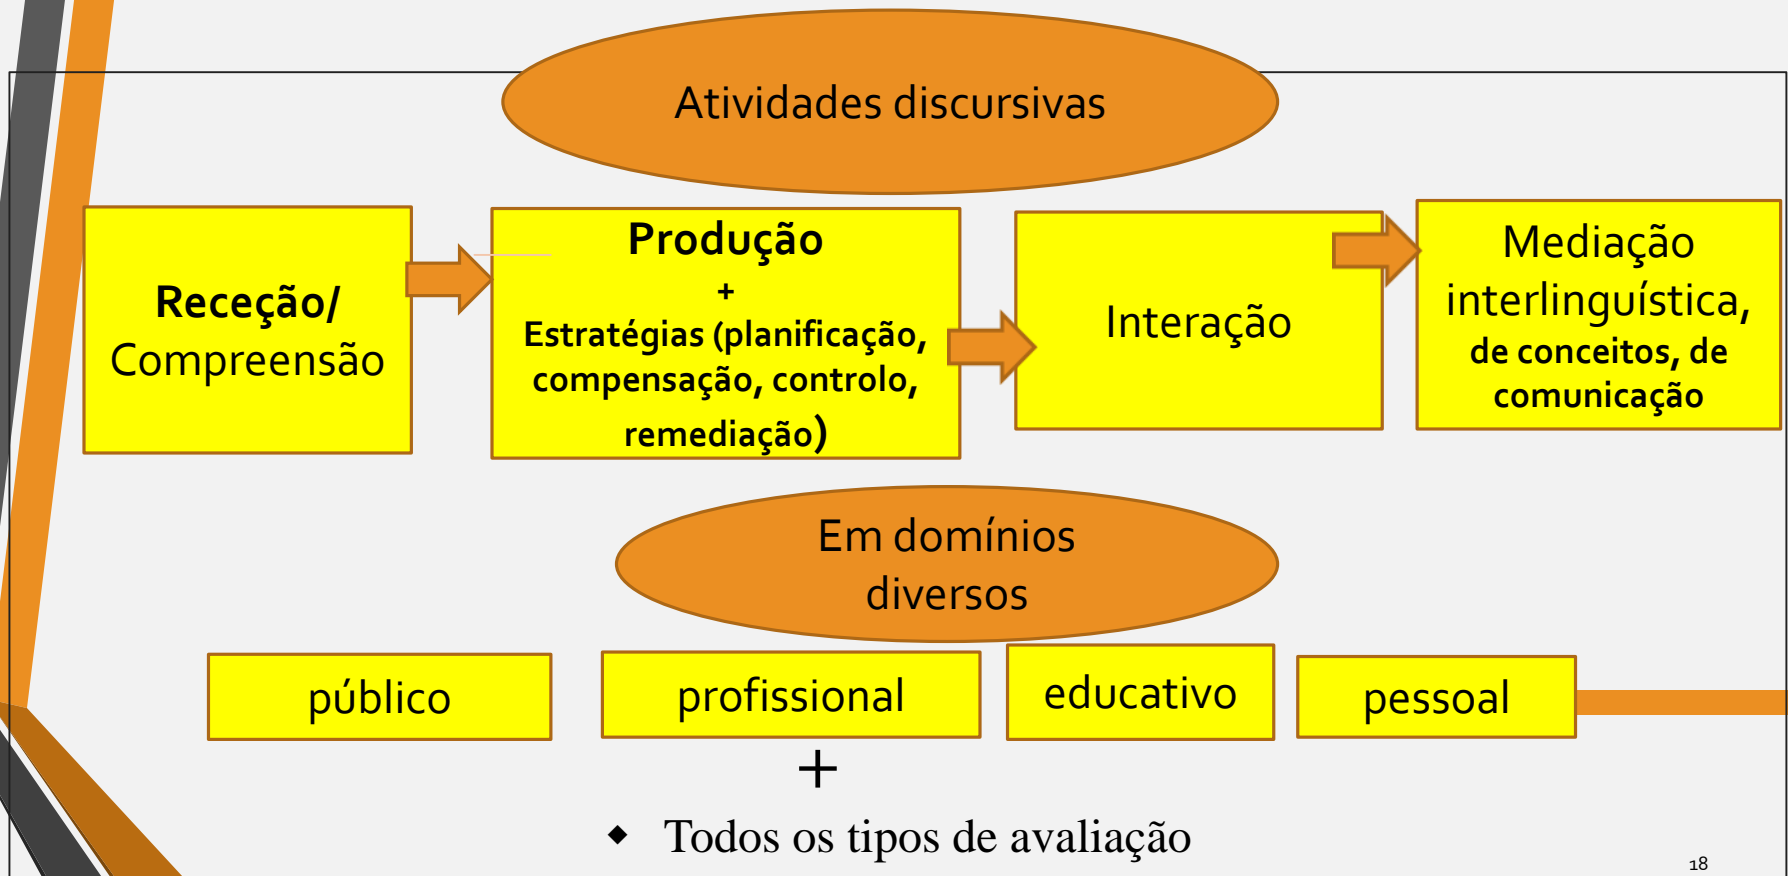 Atividades discursivas
Receção/
Compreensão
Produção
+
Estratégias (planificação,
compensação, controlo,
remediação)
Interação
Mediação
interlinguística,
de conceitos, de
comunicação
Em domínios
diversos
público
profissional
educativo
pessoal
+
◆ Todos os tipos de avaliação
18